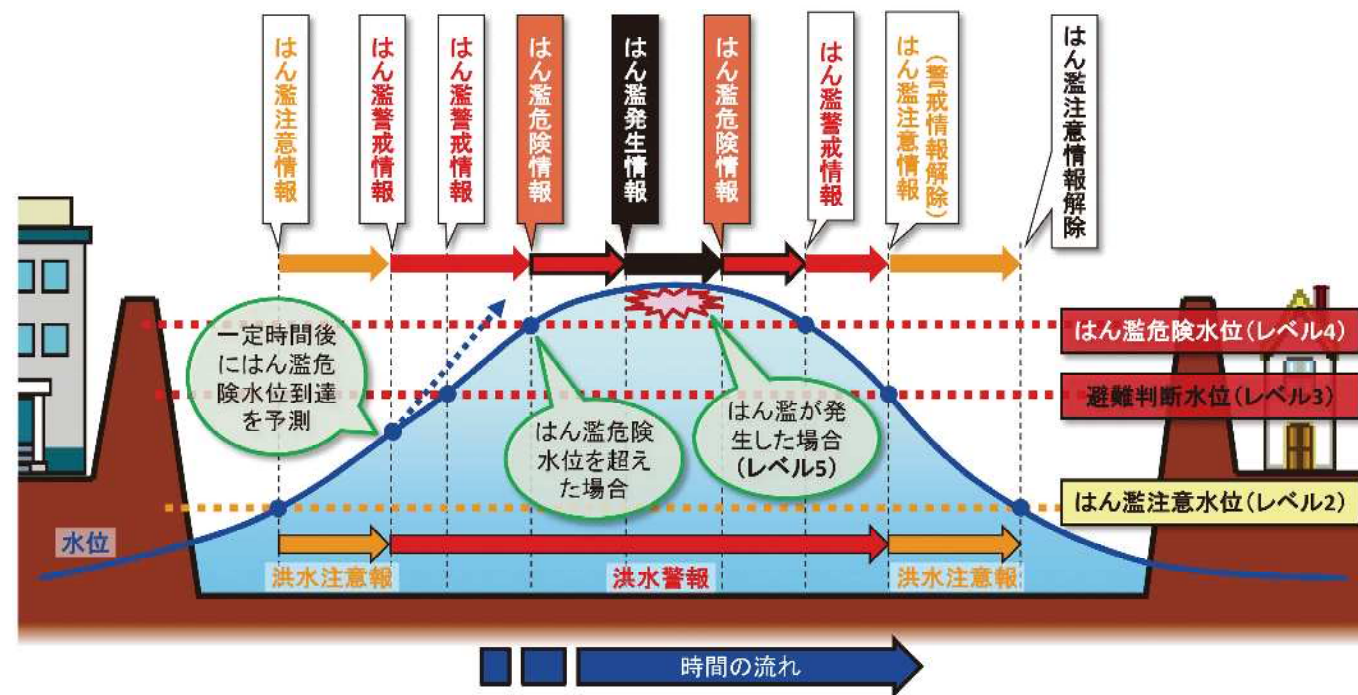 はん濫注意情報
はん濫警戒情報
はん濫警戒情報
はん濫危険情報
はん濫発生情報
はん濫危険情報
はん濫警戒情報
(警戒情報解除)
はん濫注意情報
はん濫注意情報解除
一定時間後
にはん濫危
険水位到達
を予測
はん濫危険
水位を超え
た場合
はん濫が発
生した場合
(レベル5)
はん濫危険水位(レベル4)
避難判断水位(レベル3)
はん濫注意水位(レベル2)
水位
洪水注意報
洪水警報
洪水注意報
時間の流れ